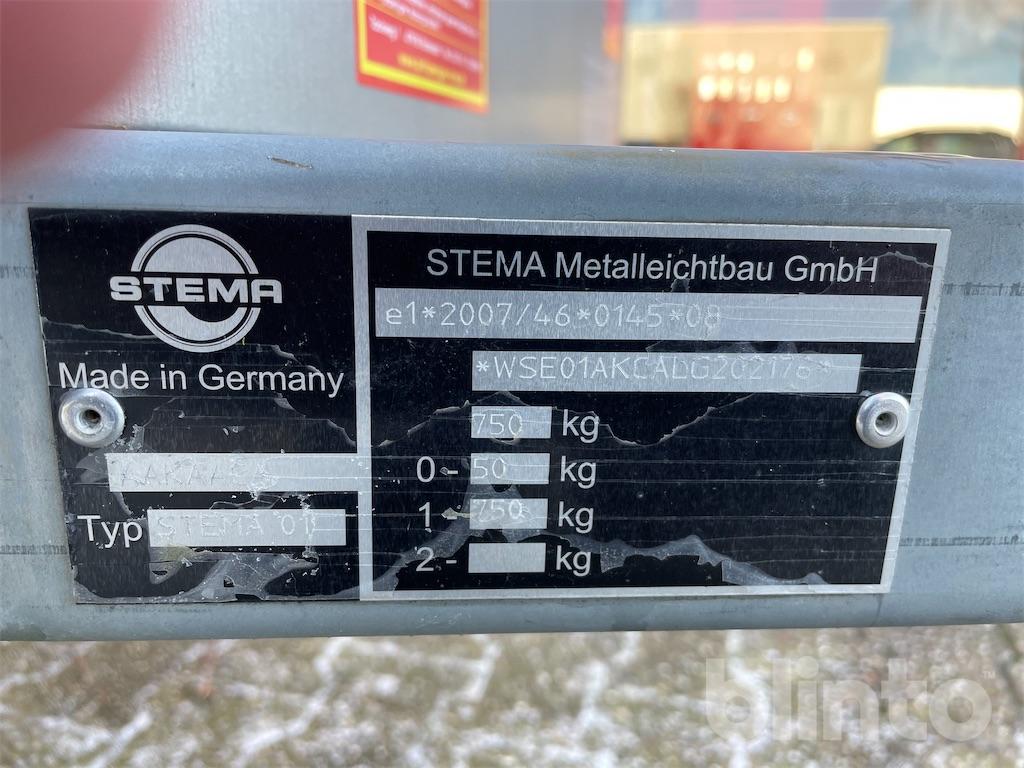 STEMA
Made in Germany
Typ STEMA 01
STEMA Metalleichtbau GmbH
e1*2007/46*0145*08
*WSE01AKCALG202176*
750 kg
0- 50 kg
1- 750 kg
2- kg
blinto